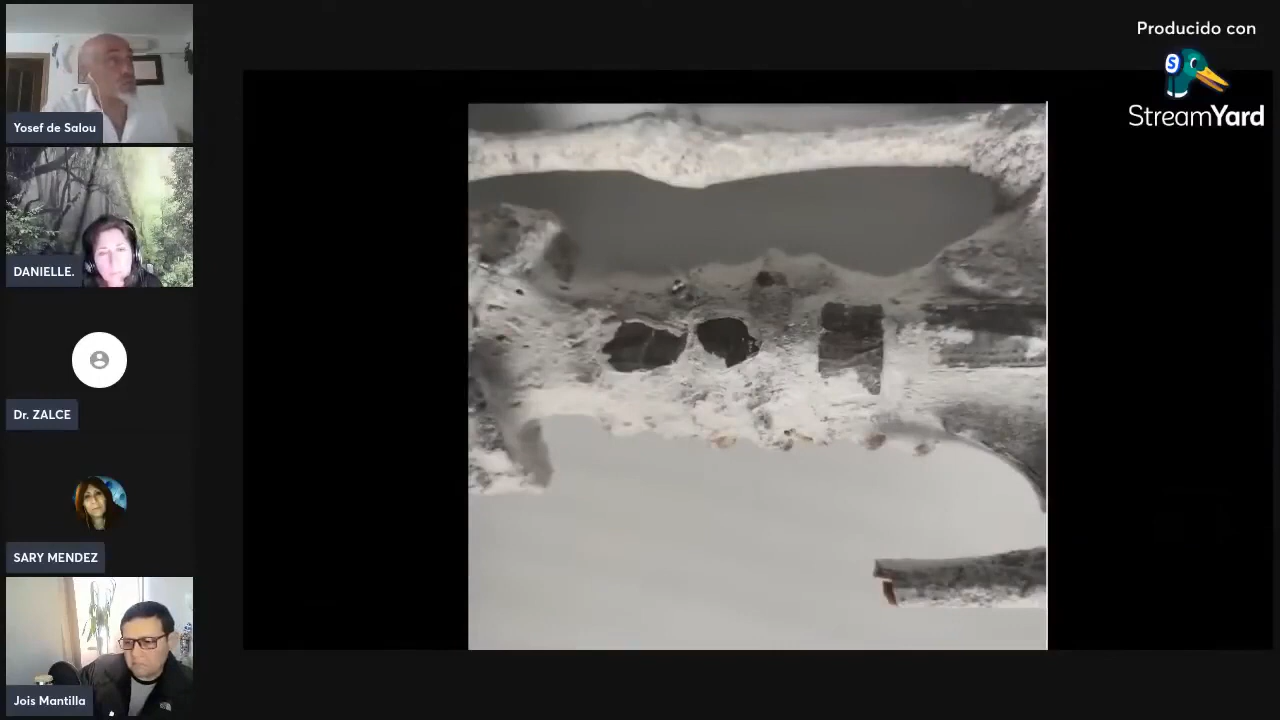 Yosef de Salou
DANIELLE.
Dr. ZALCE
SARY MENDEZ
Jois Mantilla
Producido con
S
StreamYard